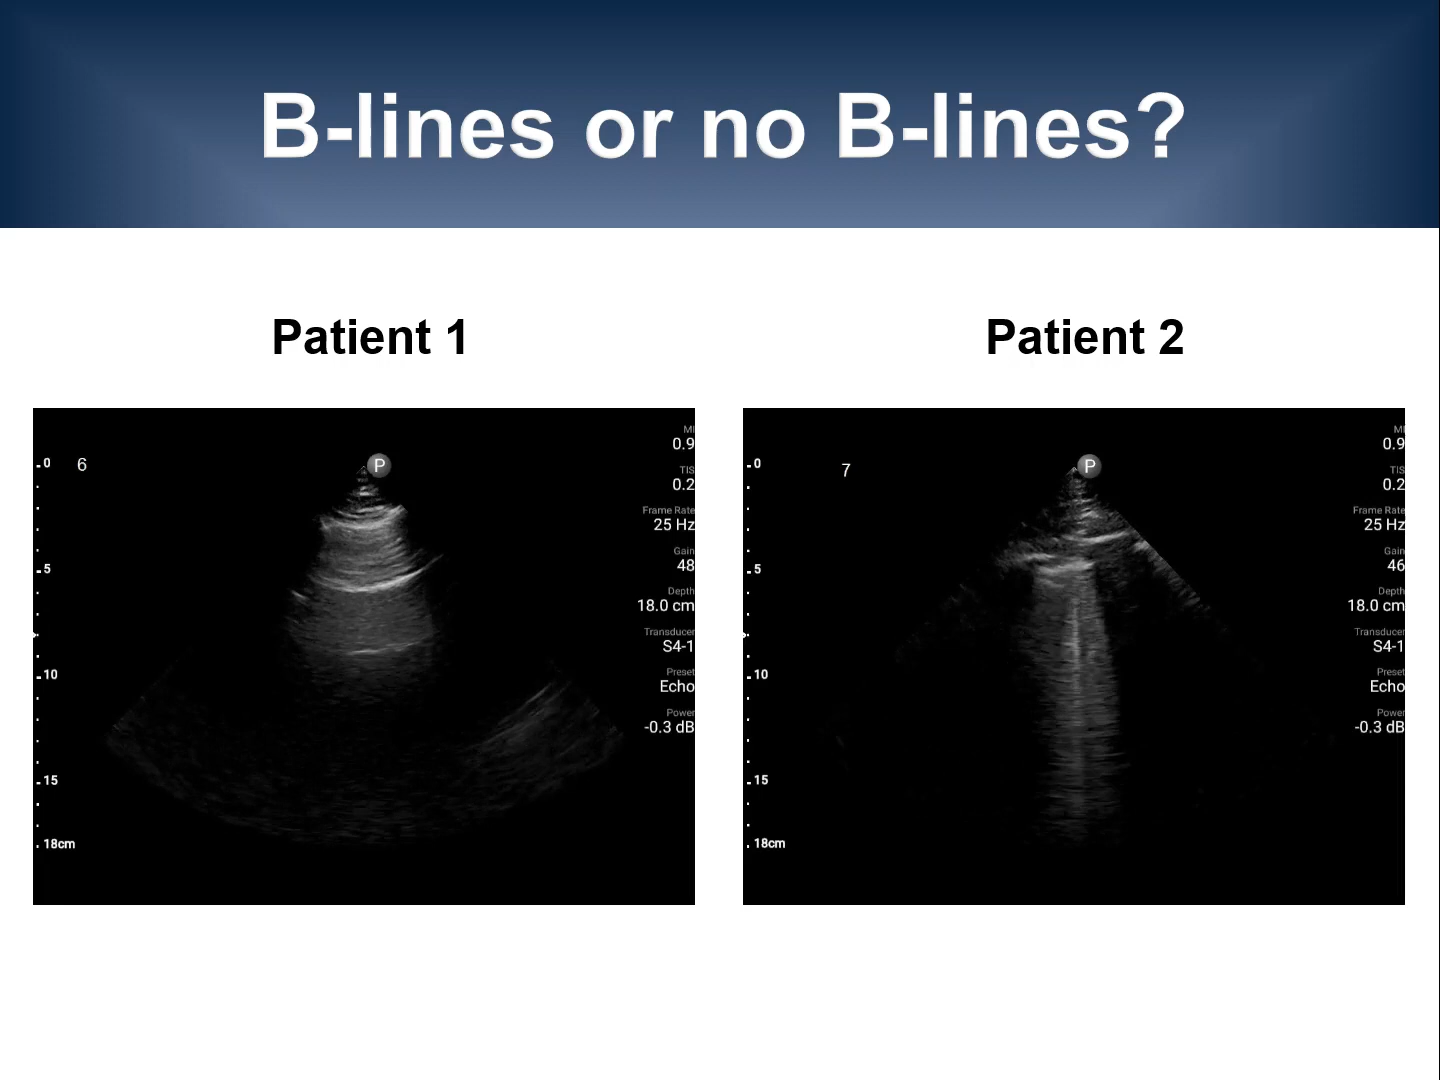 B-lines or no B-lines?
Patient 1
Patient 2
0
6
P
5
10
15
18cm
MI
0.9
TIS
0.2
Frame Rate
25 Hz
Gain
48
Depth
18.0 cm
Transducer
S4-1
Preset
Echo
Power
-0.3 dB
0
7
P
5
10
15
18cm
MI
0.9
TIS
0.2
Frame Rate
25 Hz
Gain
46
Depth
18.0 cm
Transducer
S4-1
Preset
Echo
Power
-0.3 dB